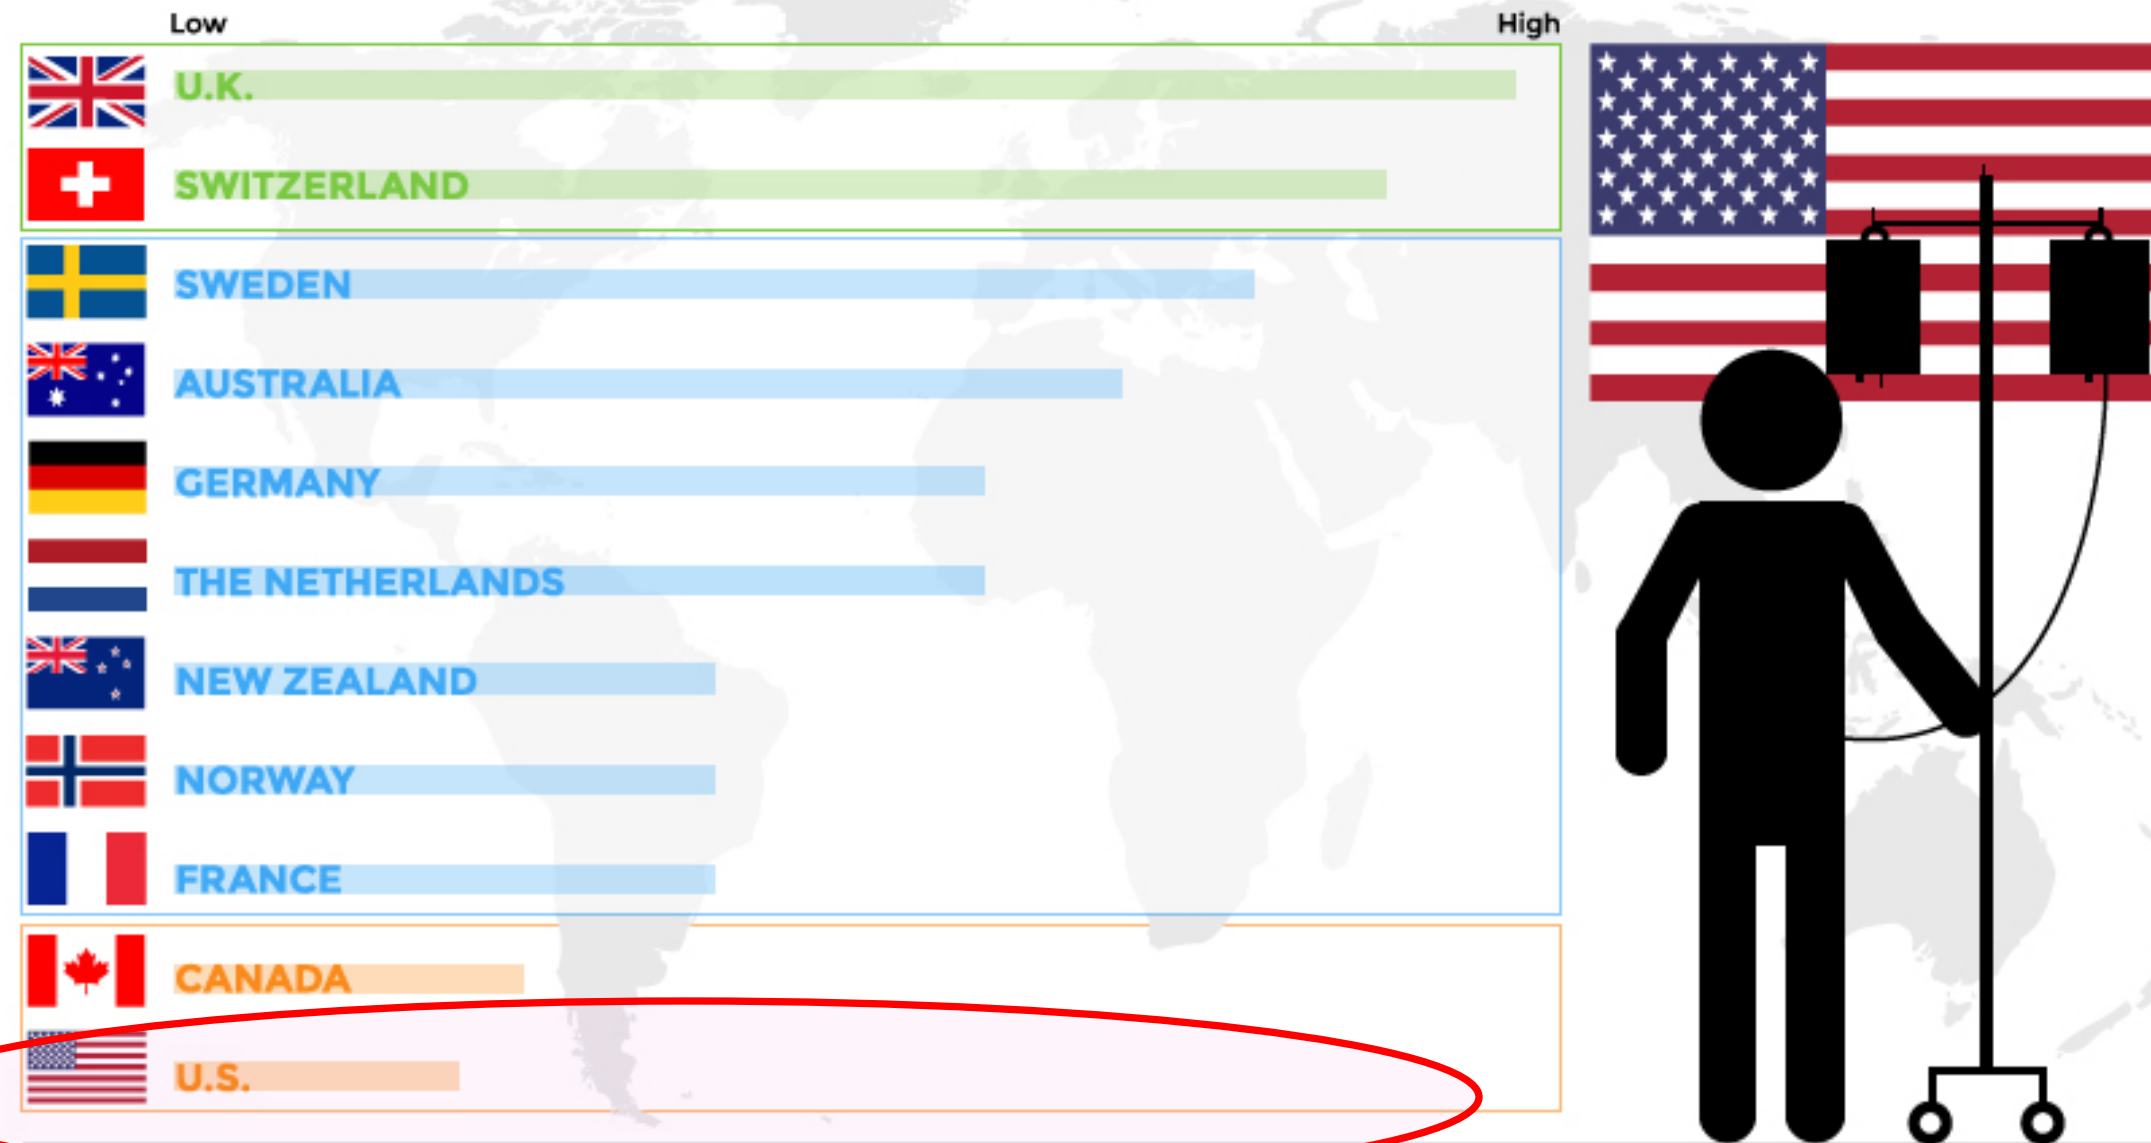 Low High
U.K.
SWITZERLAND
SWEDEN
AUSTRALIA
GERMANY
THE NETHERLANDS
NEW ZEALAND
NORWAY
FRANCE
CANADA
U.S.